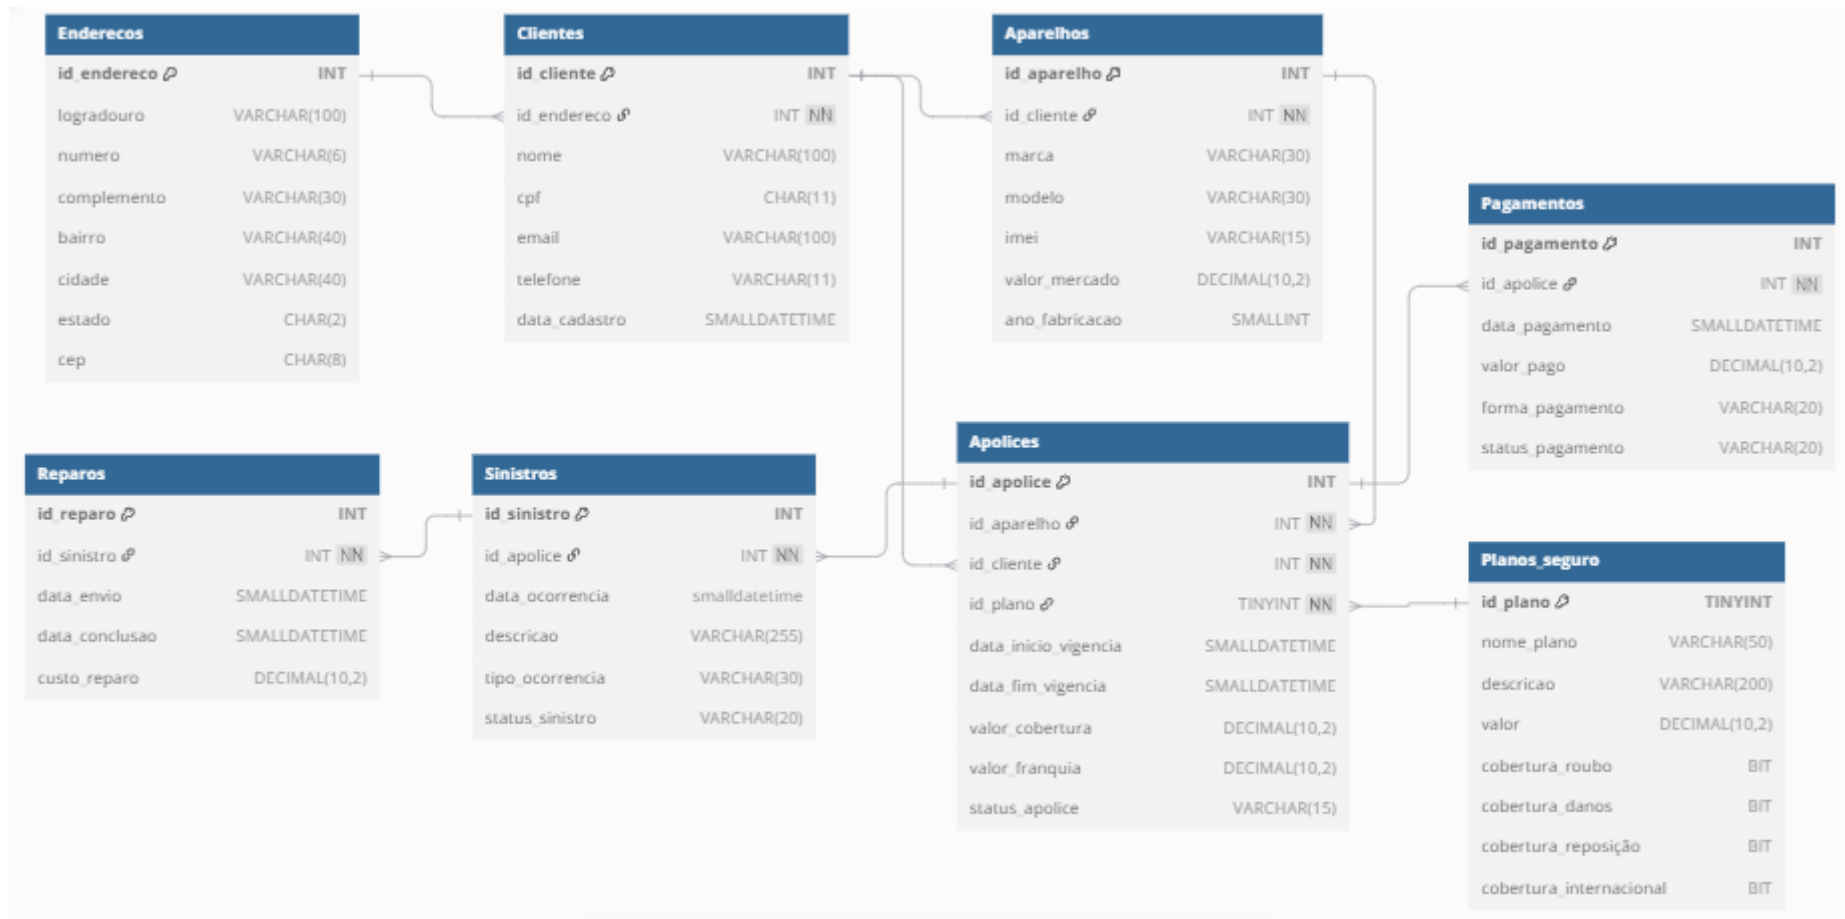 Enderecos
id_endereco INT
logradouro VARCHAR(100)
numero VARCHAR(6)
complemento VARCHAR(30)
bairro VARCHAR(40)
cidade VARCHAR(40)
estado CHAR(2)
cep CHAR(8)
Clientes
id_cliente INT
id_endereco INT NN
nome VARCHAR(100)
cpf CHAR(11)
email VARCHAR(100)
telefone VARCHAR(11)
data_cadastro SMALLDATETIME
Aparelhos
id_aparelho INT
id_cliente INT NN
marca VARCHAR(30)
modelo VARCHAR(30)
imei VARCHAR(15)
valor_mercado DECIMAL(10,2)
ano_fabricacao SMALLINT
Pagamentos
id_pagamento INT
id_apolice INT NN
data_pagamento SMALLDATETIME
valor_pago DECIMAL(10,2)
forma_pagamento VARCHAR(20)
status_pagamento VARCHAR(20)
Reparos
id_reparo INT
id_sinistro INT NN
data_envio SMALLDATETIME
data_conclusao SMALLDATETIME
custo_reparo DECIMAL(10,2)
Sinistros
id_sinistro INT
id_apolice INT NN
data_ocorrencia smalldatetime
descricao VARCHAR(255)
tipo_ocorrencia VARCHAR(30)
status_sinistro VARCHAR(20)
Apolices
id_apolice INT
id_aparelho INT NN
id_cliente INT NN
id_plano TINYINT NN
data_inicio_vigencia SMALLDATETIME
data_fim_vigencia SMALLDATETIME
valor_cobertura DECIMAL(10,2)
valor_franquia DECIMAL(10,2)
status_apolice VARCHAR(15)
Planos_seguro
id_plano TINYINT
nome_plano VARCHAR(50)
descricao VARCHAR(200)
valor DECIMAL(10,2)
cobertura_roubo BIT
cobertura_danos BIT
cobertura_reposição BIT
cobertura_internacional BIT